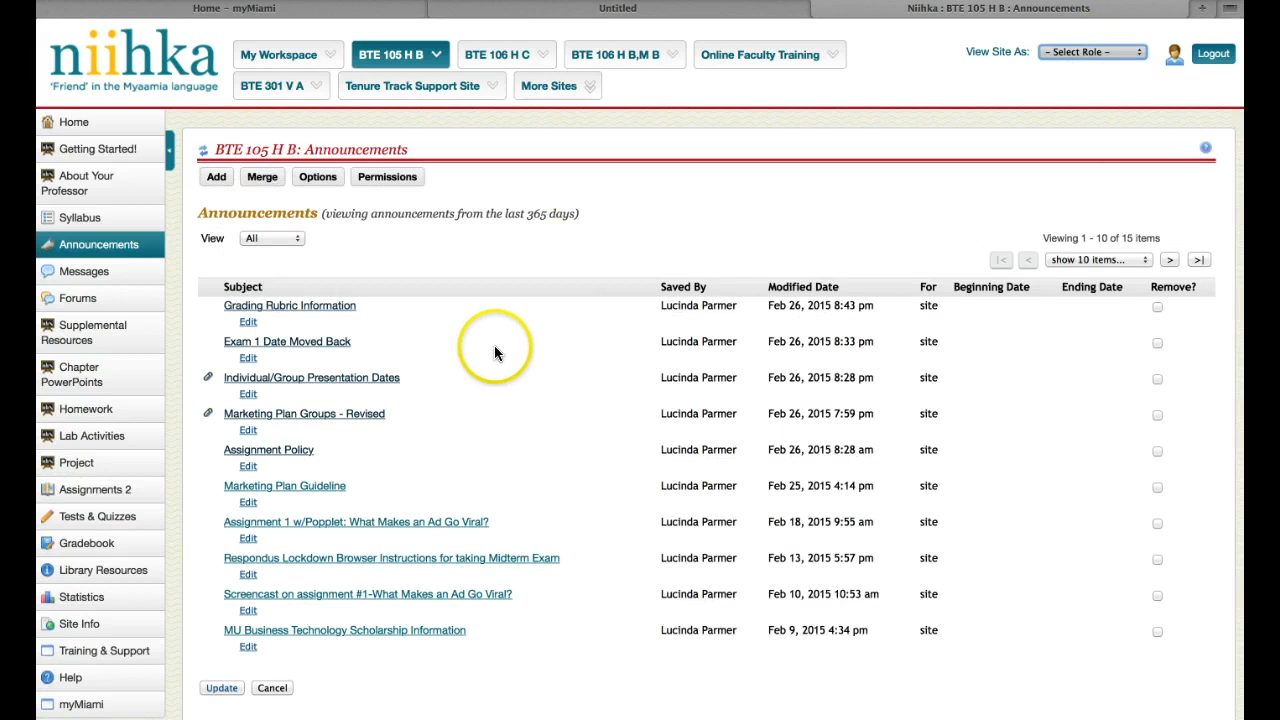 Home – myMiami
Untitled
Niihka : BTE 105 H B : Announcements
niihka
'Friend' in the Myaamia language
My Workspace
BTE 105 H B
BTE 106 H C
BTE 106 H B,M B
Online Faculty Training
BTE 301 V A
Tenure Track Support Site
More Sites
View Site As:
– Select Role –
Logout
Home
Getting Started!
About Your
Professor
Syllabus
Announcements
Messages
Forums
Supplemental
Resources
Chapter
PowerPoints
Homework
Lab Activities
Project
Assignments 2
Tests & Quizzes
Gradebook
Library Resources
Statistics
Site Info
Training & Support
Help
myMiami
BTE 105 H B: Announcements
Add Merge Options Permissions
Announcements (viewing announcements from the last 365 days)
View All
Viewing 1 - 10 of 15 items
|< < show 10 items... > >|
Subject Saved By Modified Date For Beginning Date Ending Date Remove?
Grading Rubric Information Lucinda Parmer Feb 26, 2015 8:43 pm site
Edit
Exam 1 Date Moved Back Lucinda Parmer Feb 26, 2015 8:33 pm site
Edit
Individual/Group Presentation Dates Lucinda Parmer Feb 26, 2015 8:28 pm site
Edit
Marketing Plan Groups - Revised Lucinda Parmer Feb 26, 2015 7:59 pm site
Edit
Assignment Policy Lucinda Parmer Feb 26, 2015 8:28 am site
Edit
Marketing Plan Guideline Lucinda Parmer Feb 25, 2015 4:14 pm site
Edit
Assignment 1 w/Popplet: What Makes an Ad Go Viral? Lucinda Parmer Feb 18, 2015 9:55 am site
Edit
Respondus Lockdown Browser Instructions for taking Midterm Exam Lucinda Parmer Feb 13, 2015 5:57 pm site
Edit
Screencast on assignment #1-What Makes an Ad Go Viral? Lucinda Parmer Feb 10, 2015 10:53 am site
Edit
MU Business Technology Scholarship Information Lucinda Parmer Feb 9, 2015 4:34 pm site
Edit
Update Cancel